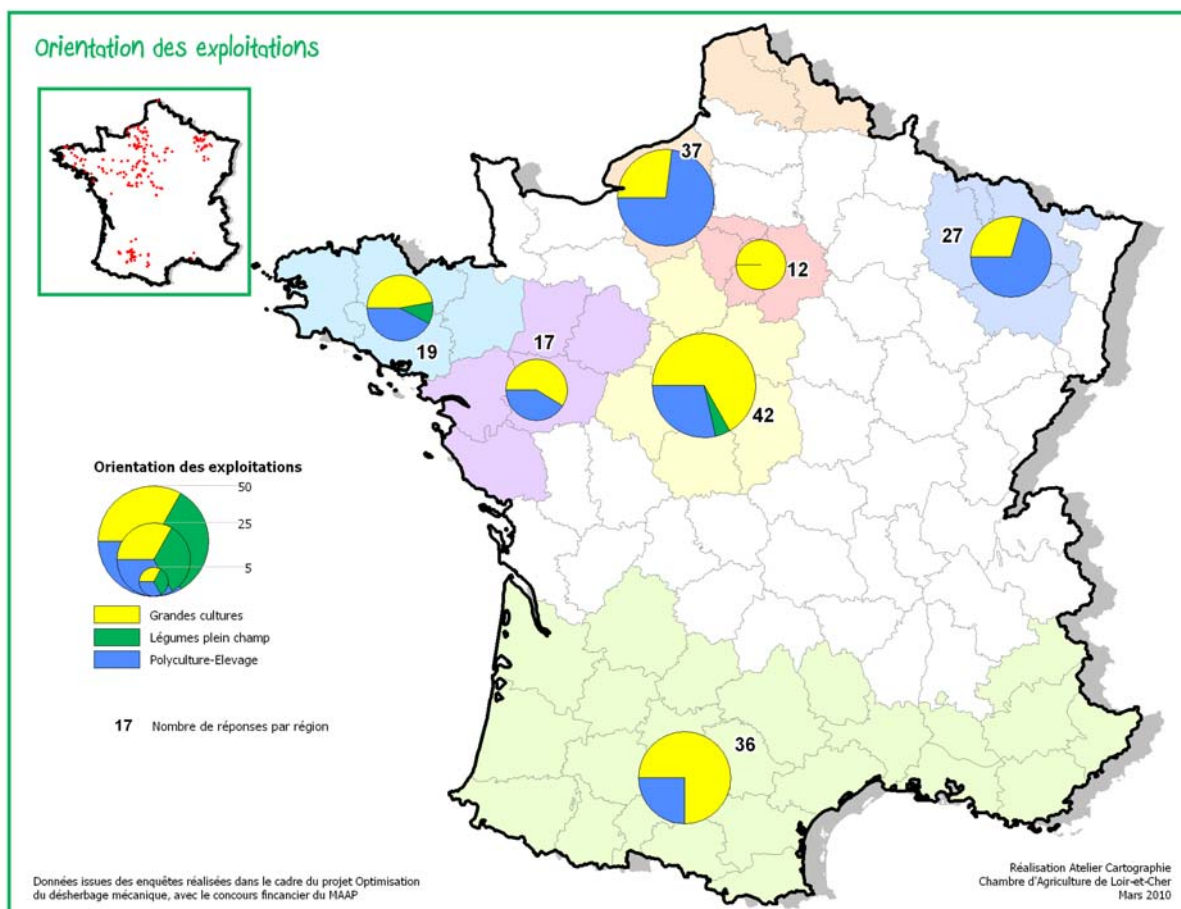 Orientation des exploitations
37
27
12
19
17
42
36
Orientation des exploitations
50
25
5
Grandes cultures
Légumes plein champ
Polyculture-Elevage
17 Nombre de réponses par région
Données issues des enquêtes réalisées dans le cadre du projet Optimisation
du désherbage mécanique, avec le concours fincancier du MAAP
Réalisation Atelier Cartographie
Chambre d'Agriculture de Loir-et-Cher
Mars 2010